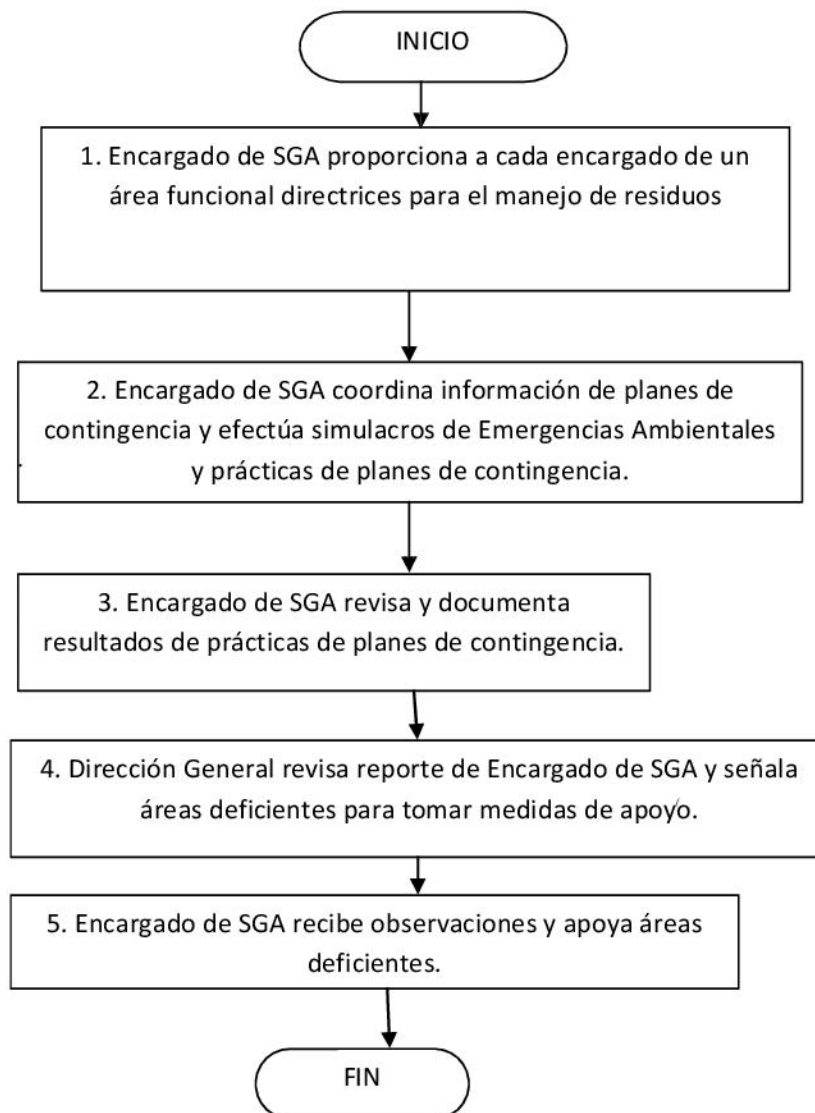 INICIO
1. Encargado de SGA proporciona a cada encargado de un
área funcional directrices para el manejo de residuos
2. Encargado de SGA coordina información de planes de
contingencia y efectúa simulacros de Emergencias Ambientales
y prácticas de planes de contingencia.
3. Encargado de SGA revisa y documenta
resultados de prácticas de planes de contingencia.
4. Dirección General revisa reporte de Encargado de SGA y señala
áreas deficientes para tomar medidas de apoyo.
5. Encargado de SGA recibe observaciones y apoya áreas
deficientes.
FIN